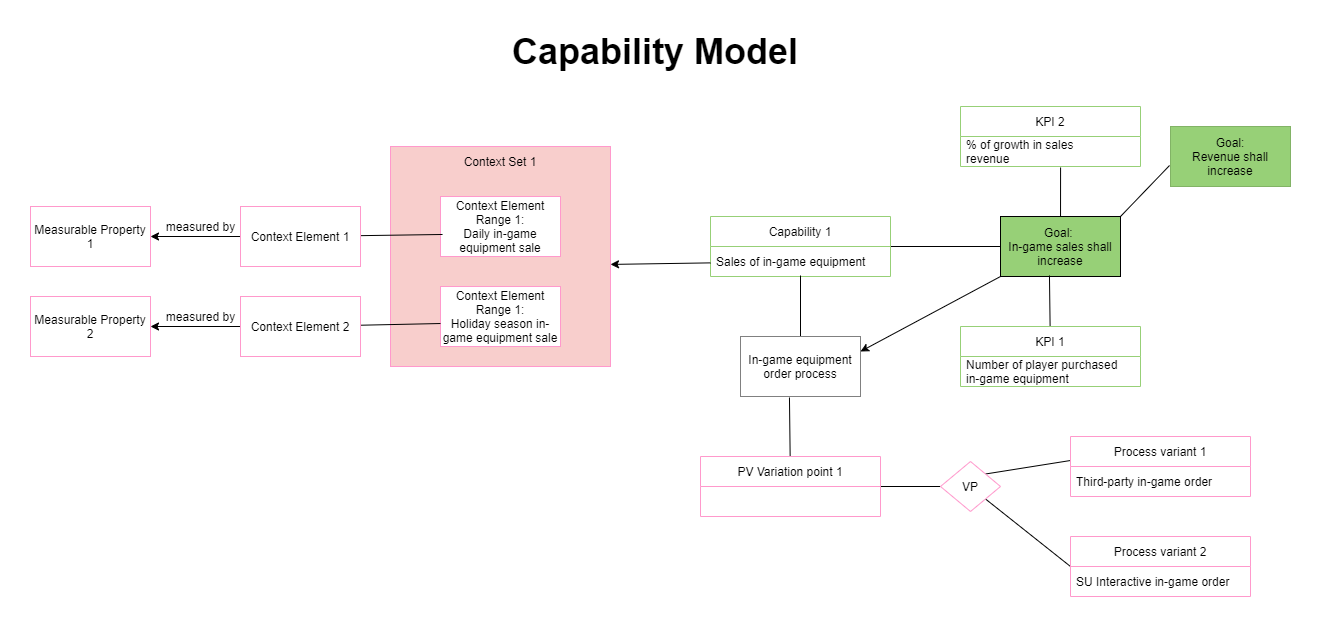 Capability Model
KPI 2
% of growth in sales
revenue
Goal:
Revenue shall
increase
Context Set 1
Context Element
Range 1:
Daily in-game
equipment sale
Measurable Property
1
measured by
Context Element 1
Capability 1
Sales of in-game equipment
Goal:
In-game sales shall
increase
Context Element
Range 1:
Holiday season in-
game equipment sale
Measurable Property
2
measured by
Context Element 2
KPI 1
Number of player purchased
in-game equipment
In-game equipment
order process
PV Variation point 1
VP
Process variant 1
Third-party in-game order
Process variant 2
SU Interactive in-game order